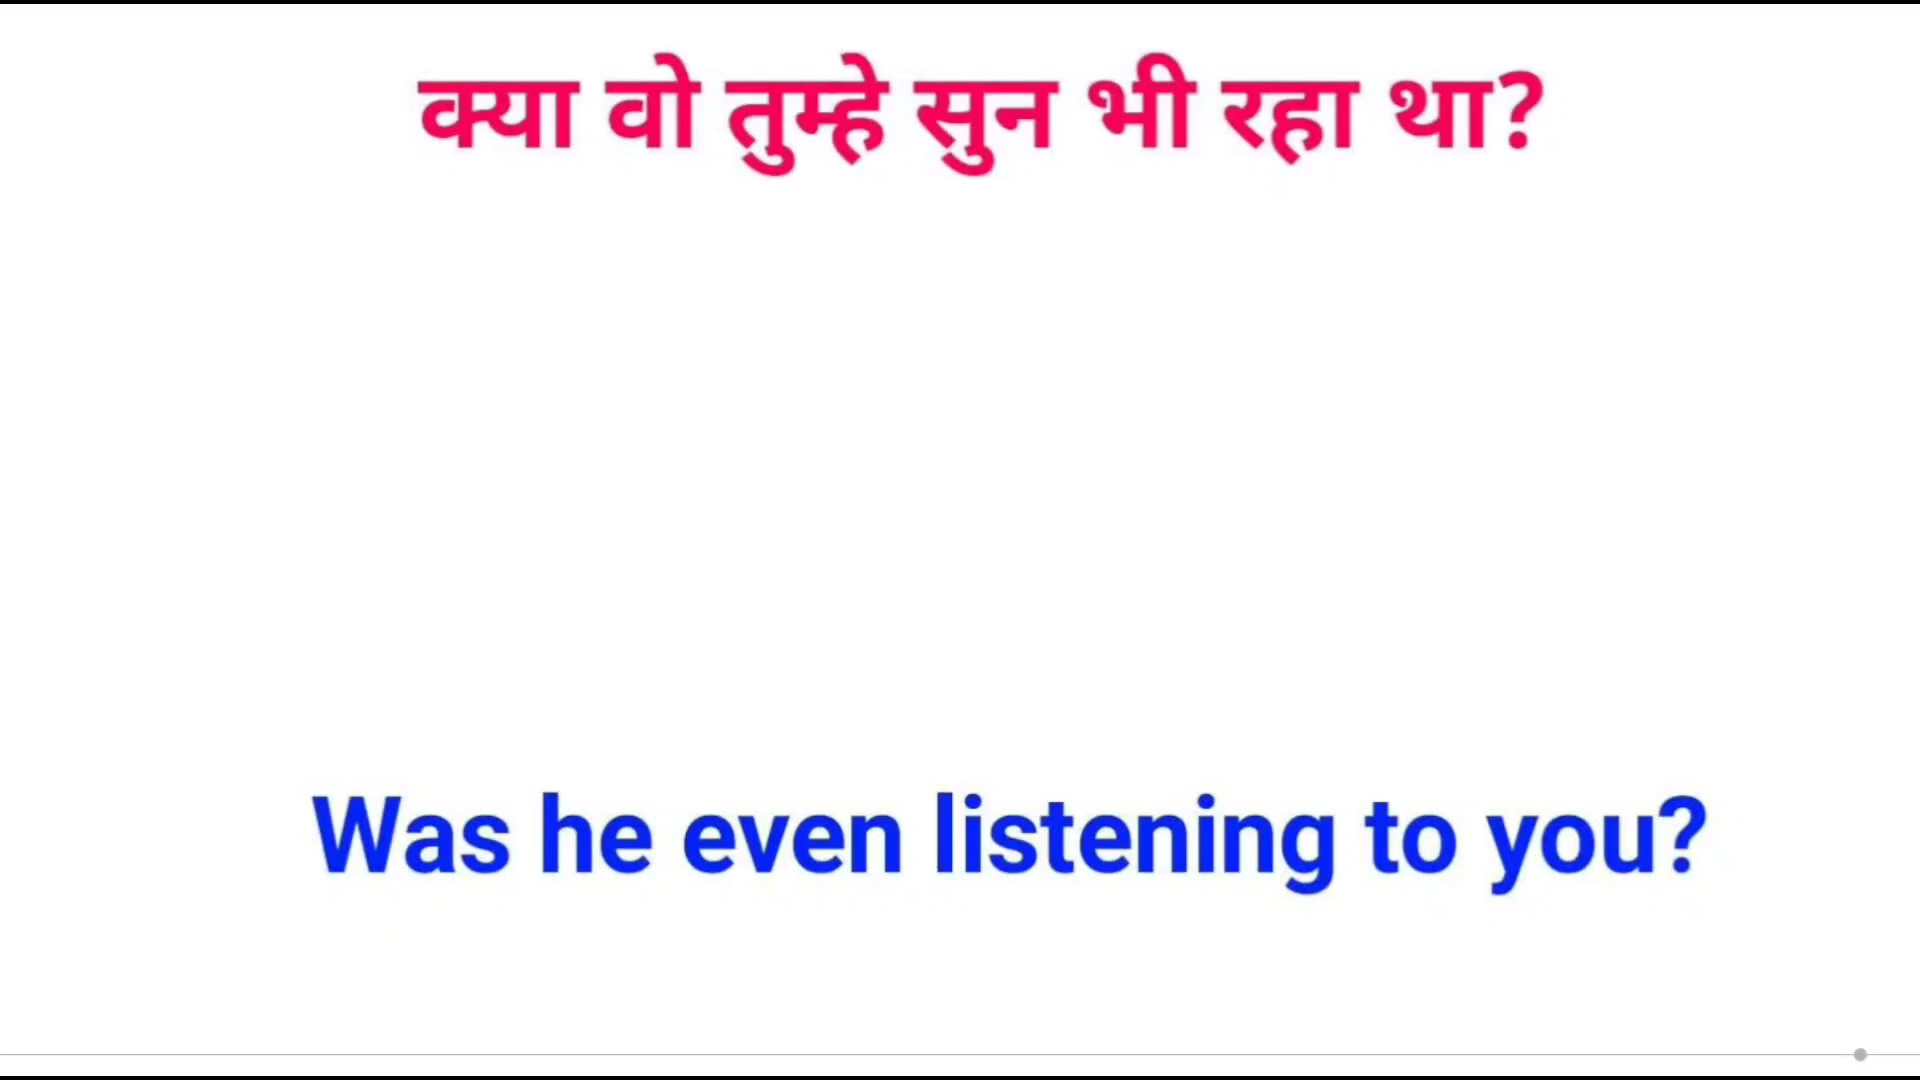 क्या वो तुम्हे सुन भी रहा था?
Was he even listening to you?